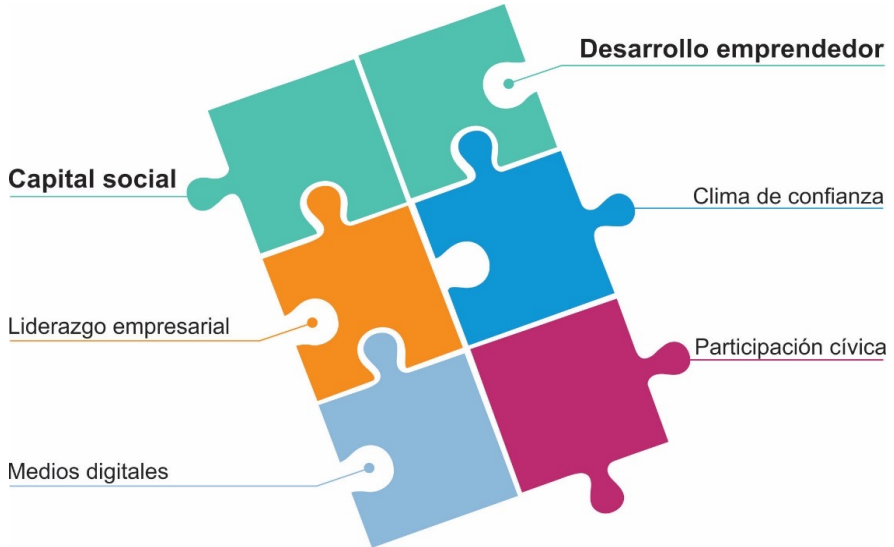 Desarrollo emprendedor
Capital social
Clima de confianza
Liderazgo empresarial
Participación cívica
Medios digitales